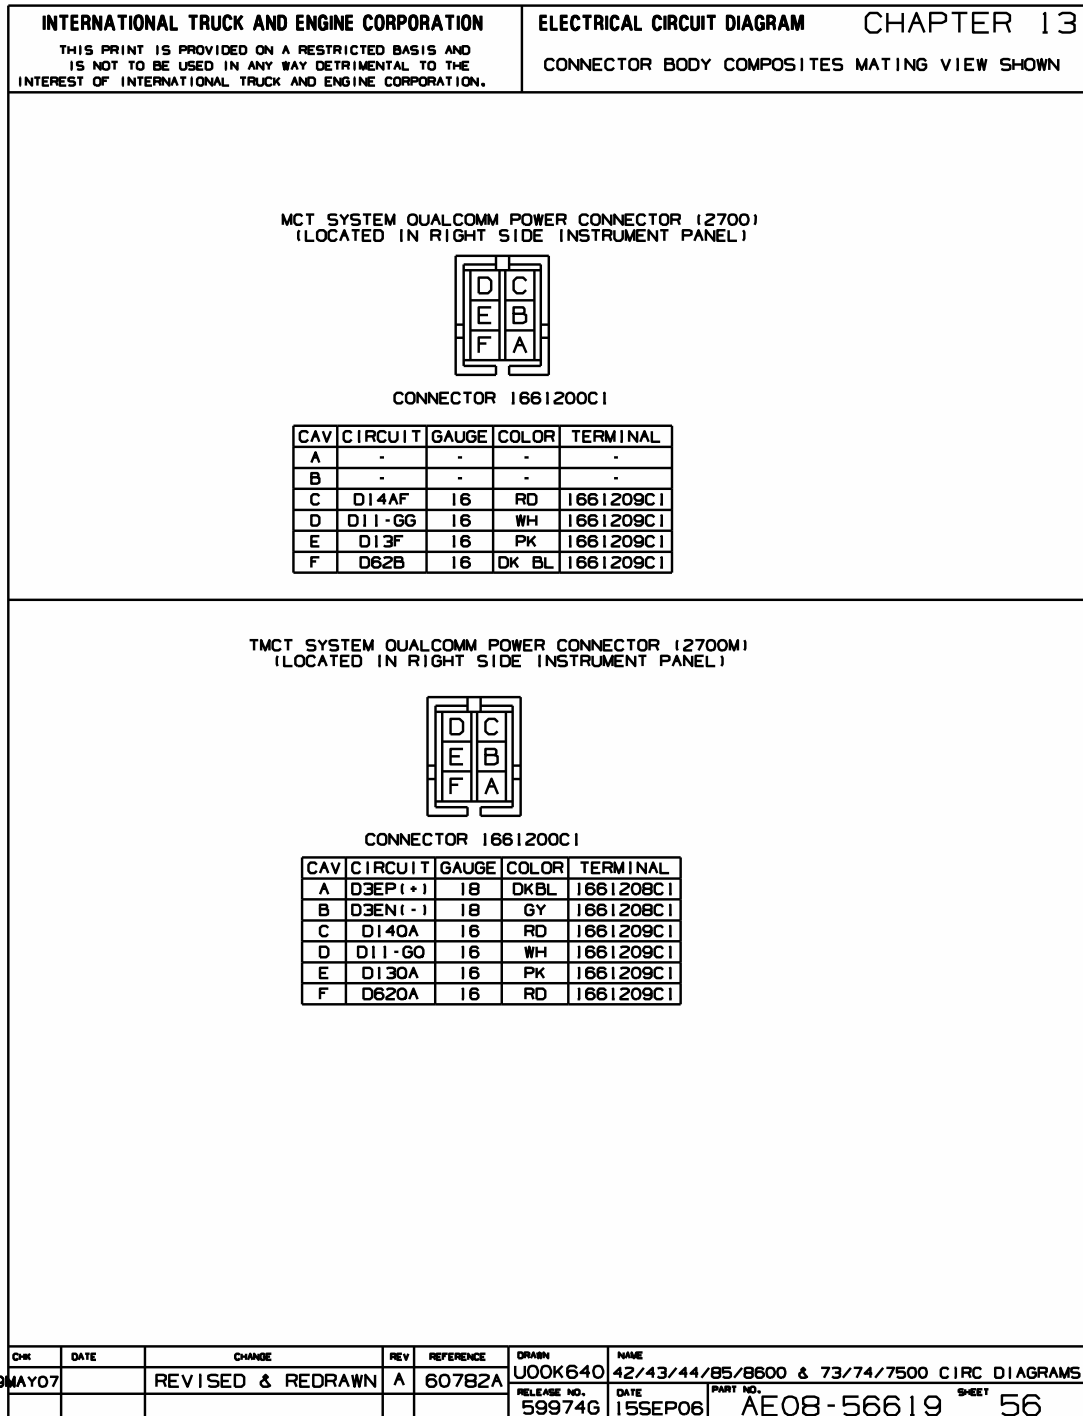 INTERNATIONAL TRUCK AND ENGINE CORPORATION
THIS PRINT IS PROVIDED ON A RESTRICTED BASIS AND
IS NOT TO BE USED IN ANY WAY DETRIMENTAL TO THE
INTEREST OF INTERNATIONAL TRUCK AND ENGINE CORPORATION.
ELECTRICAL CIRCUIT DIAGRAM CHAPTER 13
CONNECTOR BODY COMPOSITES MATING VIEW SHOWN
MCT SYSTEM QUALCOMM POWER CONNECTOR (2700)
(LOCATED IN RIGHT SIDE INSTRUMENT PANEL)
D C
E B
F A
CONNECTOR 1661200C1
CAV CIRCUIT GAUGE COLOR TERMINAL
A - - - -
B - - - -
C D14AF 16 RD 1661209C1
D D11-GG 16 WH 1661209C1
E D13F 16 PK 1661209C1
F D62B 16 DK BL 1661209C1
TMCT SYSTEM QUALCOMM POWER CONNECTOR (2700M)
(LOCATED IN RIGHT SIDE INSTRUMENT PANEL)
D C
E B
F A
CONNECTOR 1661200C1
CAV CIRCUIT GAUGE COLOR TERMINAL
A D3EP(+) 18 DKBL 1661208C1
B D3EN(-) 18 GY 1661208C1
C D140A 16 RD 1661209C1
D D11-GO 16 WH 1661209C1
E D130A 16 PK 1661209C1
F D620A 16 RD 1661209C1
CHK DATE CHANGE REV REFERENCE DRAWN NAME
MAY07 REVISED & REDRAWN A 60782A U00K640 42/43/44/85/8600 & 73/74/7500 CIRC DIAGRAMS
RELEASE NO. DATE PART NO. SHEET
59974G 15SEP06 AE08-56619 56